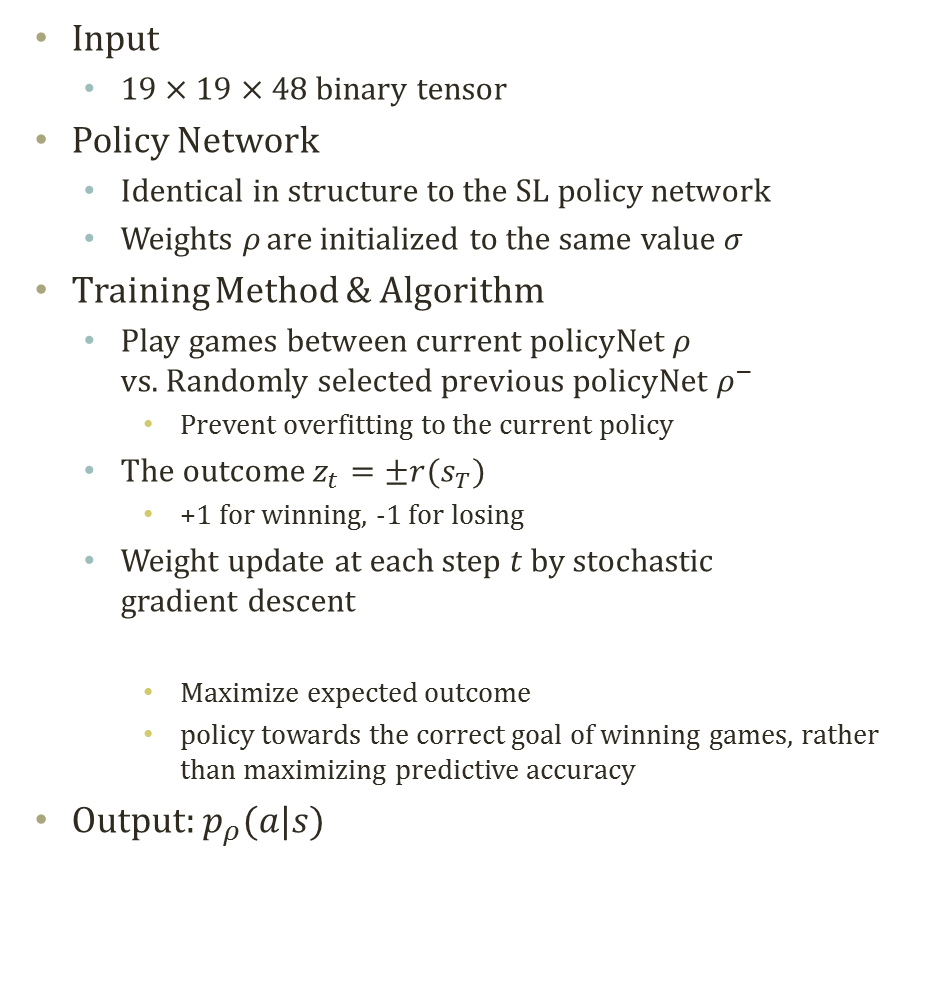 • Input
• 19 × 19 × 48 binary tensor
• Policy Network
• Identical in structure to the SL policy network
• Weights ρ are initialized to the same value σ
• Training Method & Algorithm
• Play games between current policyNet ρ
vs. Randomly selected previous policyNet ρ⁻
• Prevent overfitting to the current policy
• The outcome z_t = ±r(s_T)
• +1 for winning, -1 for losing
• Weight update at each step t by stochastic
gradient descent
• Maximize expected outcome
• policy towards the correct goal of winning games, rather
than maximizing predictive accuracy
• Output: p_ρ(a|s)